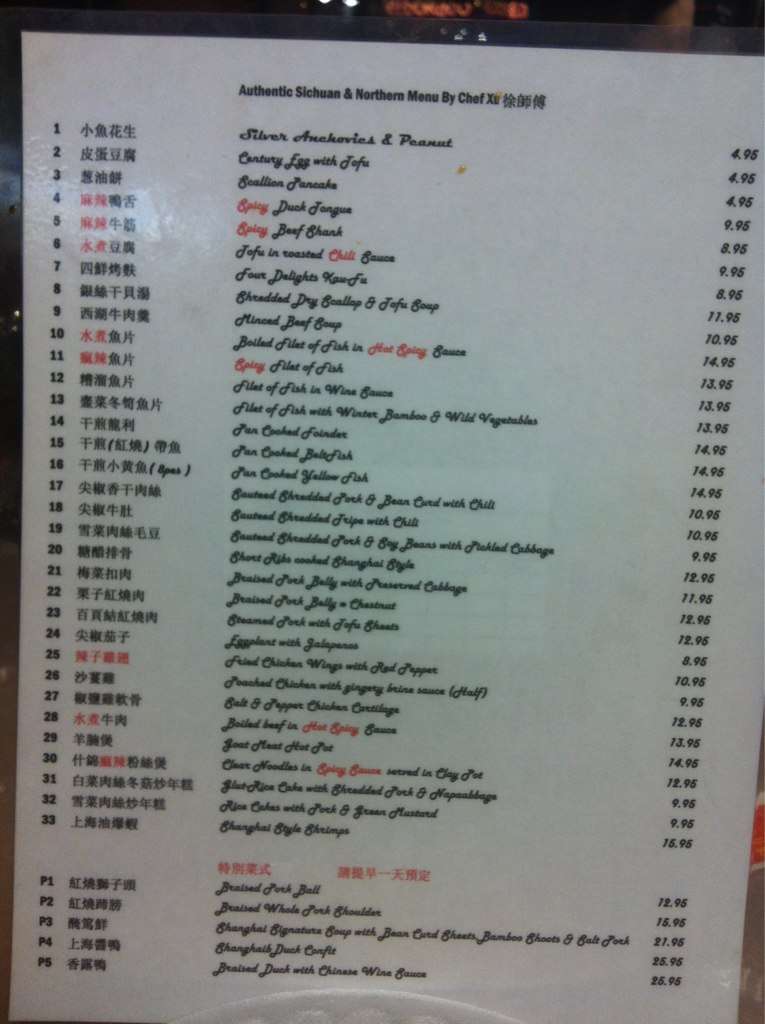 Authentic Sichuan & Northern Menu By Chef Xu 徐師傅
1 小魚花生 Silver Anchovies & Peanut 4.95
2 皮蛋豆腐 Century Egg with Tofu 4.95
3 葱油餅 Scallion Pancake 4.95
4 麻辣鴨舌 Spicy Duck Tongue 9.95
5 麻辣牛筋 Spicy Beef Shank 8.95
6 水煮豆腐 Tofu in roasted Chili Sauce 9.95
7 四鮮烤麩 Four Delights Kau-Fu 8.95
8 銀絲干貝湯 Shredded Dry Scallop & Tofu Soup 11.95
9 西湖牛肉羹 Minced Beef Soup 10.95
10 水煮魚片 Boiled Filet of Fish in Hot Spicy Sauce 14.95
11 瘋辣魚片 Spicy Filet of Fish 13.95
12 糟溜魚片 Filet of Fish in Wine Sauce 13.95
13 薺菜冬筍魚片 Filet of Fish with Winter Bamboo & Wild Vegetables 13.95
14 干煎龍利 Pan Cooked Foinder 14.95
15 干煎(紅燒) 帶魚 Pan Cooked BeltFish 14.95
16 干煎小黄魚( 8pcs ) Pan Cooked Yellow Fish 14.95
17 尖椒香干肉絲 Sauteed Shredded Pork & Bean Curd with Chili 10.95
18 尖椒牛肚 Sauteed Shredded Tripe with Chili 10.95
19 雪菜肉絲毛豆 Sauteed Shredded Pork & Soy Beans with Pickled Cabbage 9.95
20 糖醋排骨 Short Ribs cooked Shanghai Style 12.95
21 梅菜扣肉 Braised Pork Belly with Preserved Cabbage 11.95
22 栗子紅燒肉 Braised Pork Belly w Chestnut 12.95
23 百頁結紅燒肉 Steamed Pork with Tofu Sheets 12.95
24 尖椒茄子 Eggplant with Jalapenos 8.95
25 辣子雞翅 Fried Chicken Wings with Red Pepper 10.95
26 沙薑雞 Poached Chicken with gingery brine sauce (Half) 9.95
27 椒鹽雞軟骨 Salt & Pepper Chicken Cartilage 12.95
28 水煮牛肉 Boiled beef in Hot Spicy Sauce 13.95
29 羊腩煲 Goat Meat Hot Pot 14.95
30 什錦麻辣粉絲煲 Clear Noodles in Spicy Sauce served in Clay Pot 12.95
31 白菜肉絲冬菇炒年糕 Glut-Rice Cake with Shredded Pork & Napaabbage 9.95
32 雪菜肉絲炒年糕 Rice Cakes with Pork & Green Mustard 9.95
33 上海油爆蝦 Shanghai Style Shrimps 15.95
特別菜式 請提早一天預定
P1 紅燒獅子頭 Braised Pork Ball 12.95
P2 紅燒蹄膀 Braised Whole Pork Shoulder 15.95
P3 醃篤鮮 Shanghai Signature Soup with Bean Curd Sheets,Bamboo Shoots & Salt Pork 21.95
P4 上海醬鴨 Shanghaib Duck Confit 25.95
P5 香露鴨 Braised Duck with Chinese Wine Sauce 25.95